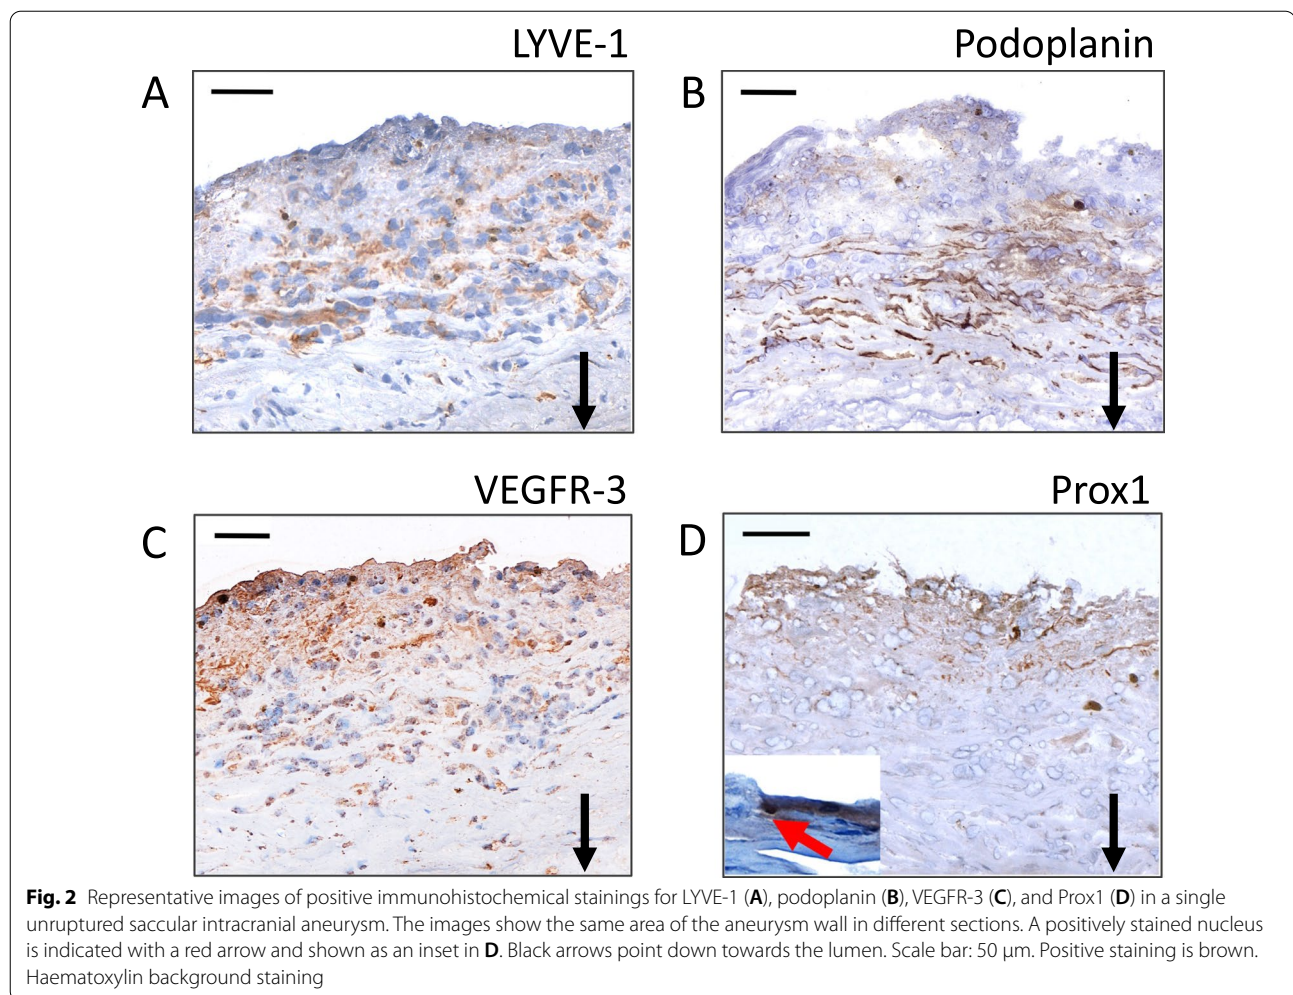 LYVE-1
Podoplanin
A
B
VEGFR-3
Prox1
C
D
Fig. 2 Representative images of positive immunohistochemical stainings for LYVE-1 (A), podoplanin (B), VEGFR-3 (C), and Prox1 (D) in a single
unruptured saccular intracranial aneurysm. The images show the same area of the aneurysm wall in different sections. A positively stained nucleus
is indicated with a red arrow and shown as an inset in D. Black arrows point down towards the lumen. Scale bar: 50 µm. Positive staining is brown.
Haematoxylin background staining